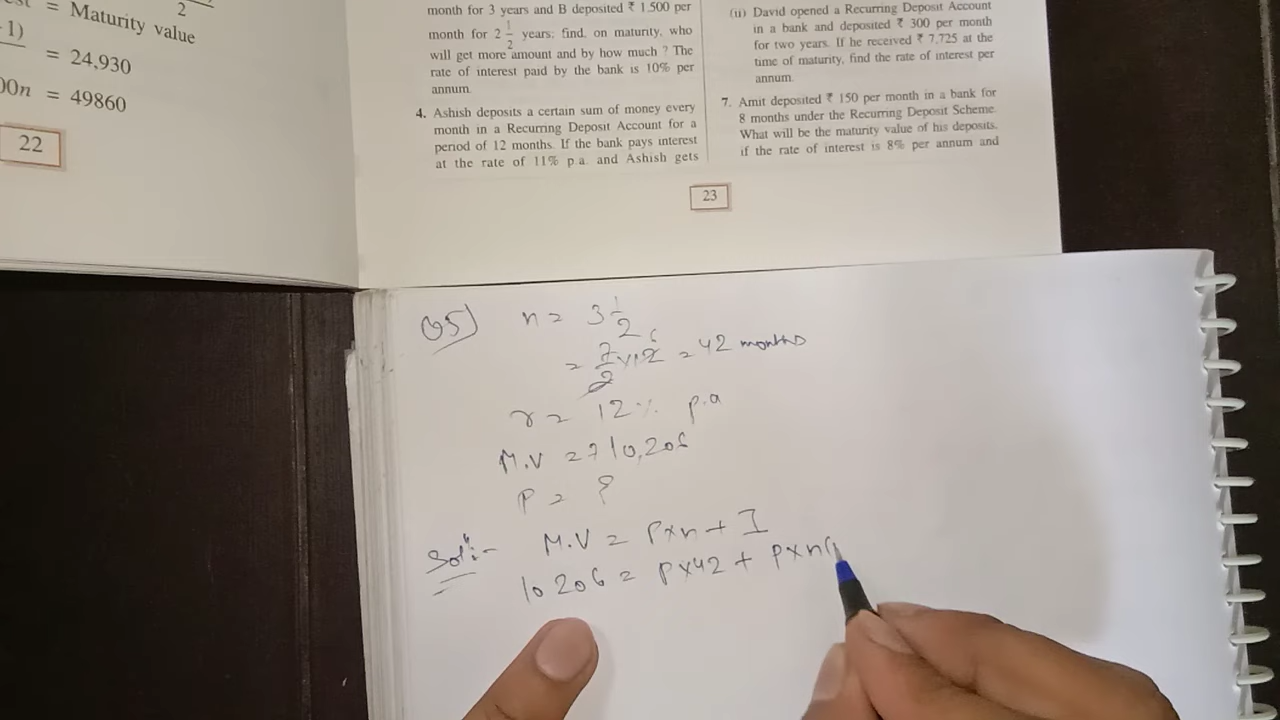 = Maturity value
2
1)
= 24,930
00n = 49860
22
month for 3 years and B deposited ₹ 1,500 per
month for 2 1/2 years; find, on maturity, who
will get more amount and by how much ? The
rate of interest paid by the bank is 10% per
annum.
4. Ashish deposits a certain sum of money every
month in a Recurring Deposit Account for a
period of 12 months. If the bank pays interest
at the rate of 11% p.a. and Ashish gets
(ii) David opened a Recurring Deposit Account
in a bank and deposited ₹ 300 per month
for two years. If he received ₹ 7,725 at the
time of maturity, find the rate of interest per
annum.
7. Amit deposited ₹ 150 per month in a bank for
8 months under the Recurring Deposit Scheme.
What will be the maturity value of his deposits,
if the rate of interest is 8% per annum and
23
Q5) n = 3 1/2
= 7/2 × 12 6 = 42 months
r = 12 % p.a
M.V = ₹ 10,206
P = ?
Solⁿ:- M.V = P×n + I
10206 = P×42 + P×n(